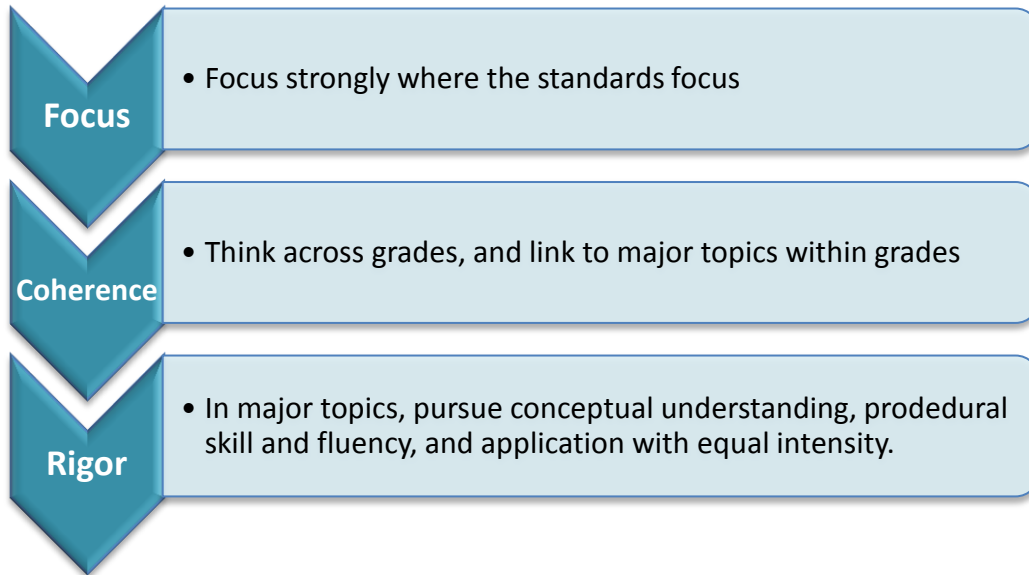 Focus
• Focus strongly where the standards focus
Coherence
• Think across grades, and link to major topics within grades
Rigor
• In major topics, pursue conceptual understanding, prodedural
skill and fluency, and application with equal intensity.